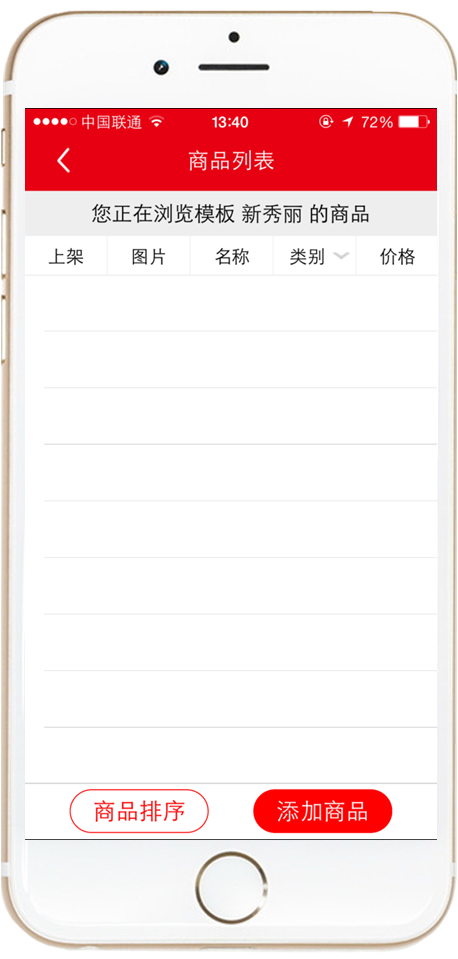 中国联通 13:40 72%
商品列表
您正在浏览模板 新秀丽 的商品
上架 图片 名称 类别 价格
商品排序 添加商品